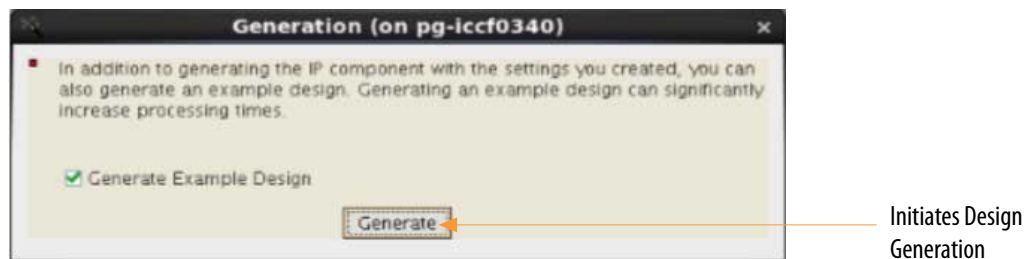 Generation (on pg-iccf0340)
In addition to generating the IP component with the settings you created, you can
also generate an example design. Generating an example design can significantly
increase processing times.
Generate Example Design
Generate
Initiates Design
Generation